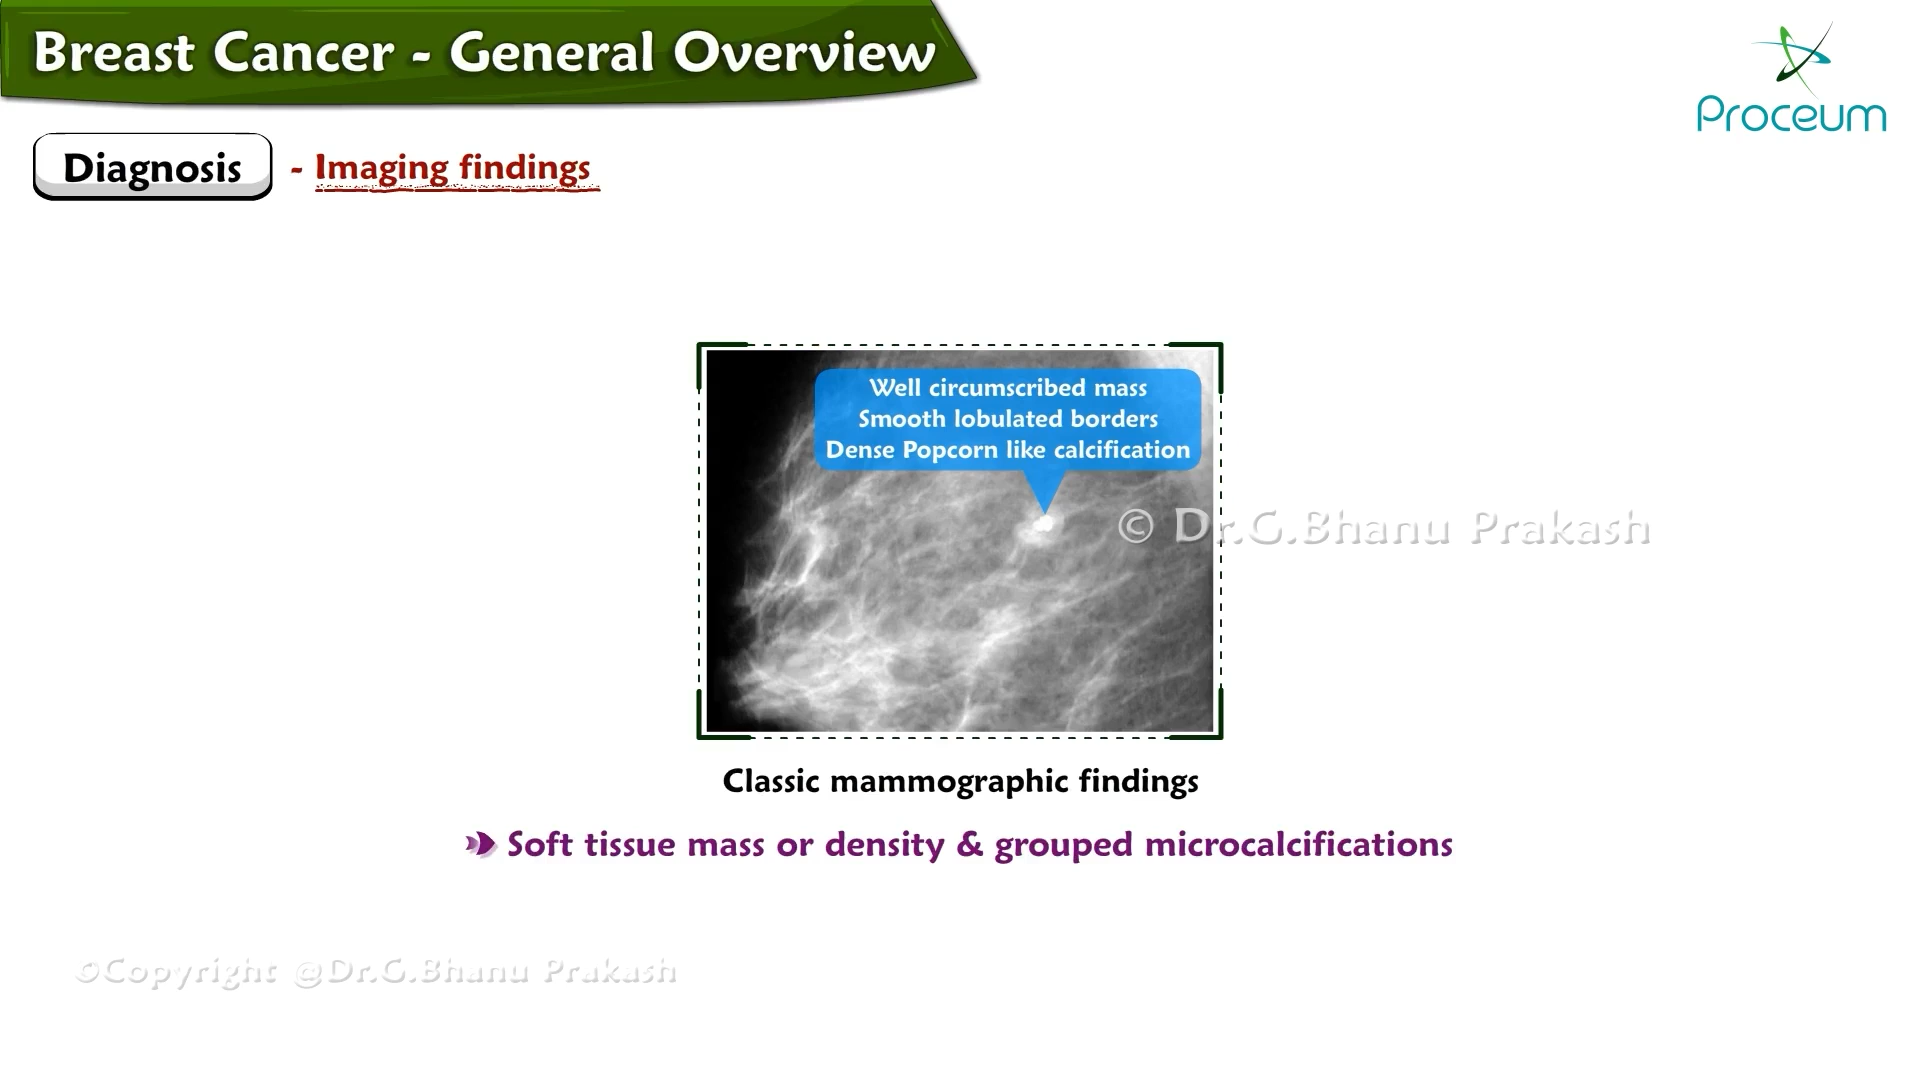 Breast Cancer - General Overview
Proceum
Diagnosis - Imaging findings
Well circumscribed mass
Smooth lobulated borders
Dense Popcorn like calcification
© Dr.G.Bhanu Prakash
Classic mammographic findings
Soft tissue mass or density & grouped microcalcifications
©Copyright @Dr.G.Bhanu Prakash